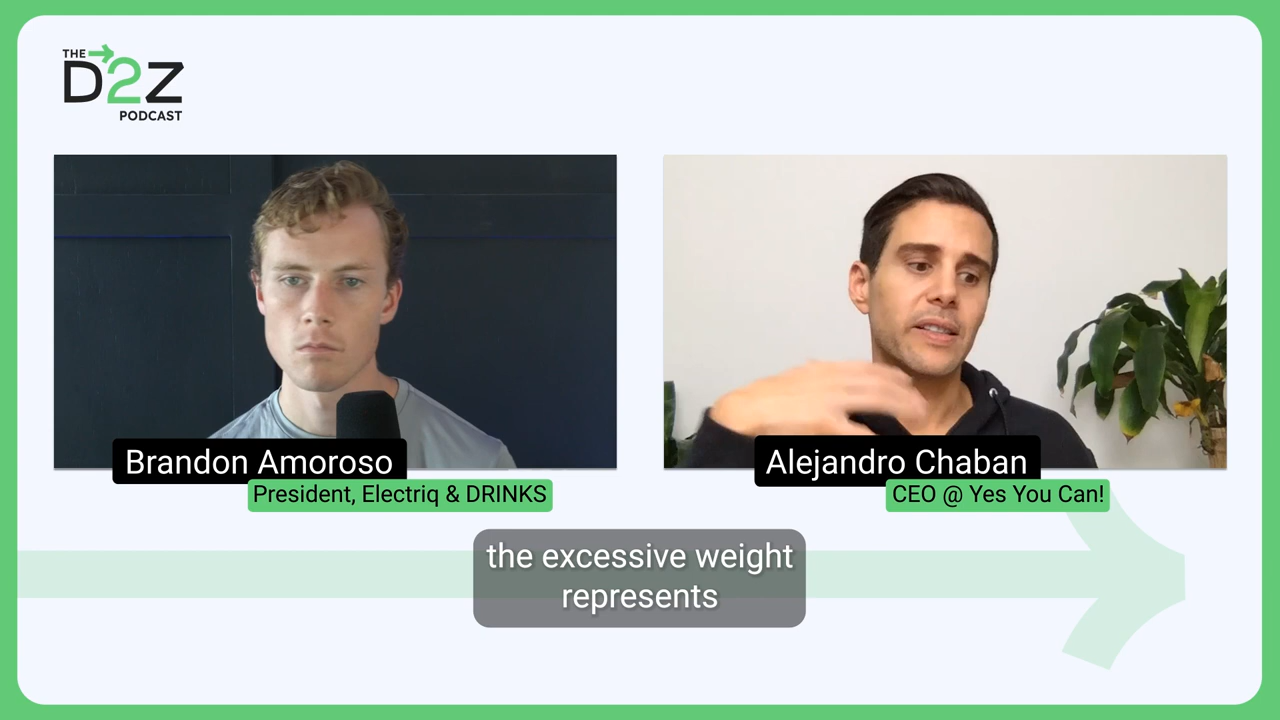 THE
D2Z
PODCAST
Brandon Amoroso
President, Electriq & DRINKS
Alejandro Chaban
CEO @ Yes You Can!
the excessive weight
represents